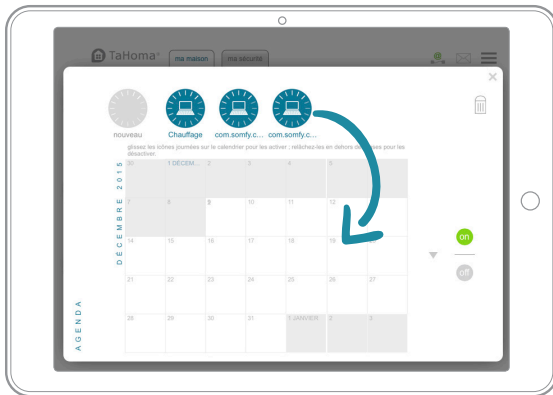 TaHoma®
ma maison
ma sécurité
nouveau
Chauffage
com.somfy.c...
com.somfy.c...
glissez les icônes journées sur le calendrier pour les activer ; relâchez-les en dehors pour les
désactiver.
DÉCEMBRE 2015
30 1 DÉCEM... 2 3 4 5
7 8 9 10 11 12
14 15 16 17 18 19
21 22 23 24 25 26 27
28 29 30 31 1 JANVIER 2 3
AGENDA
on
off